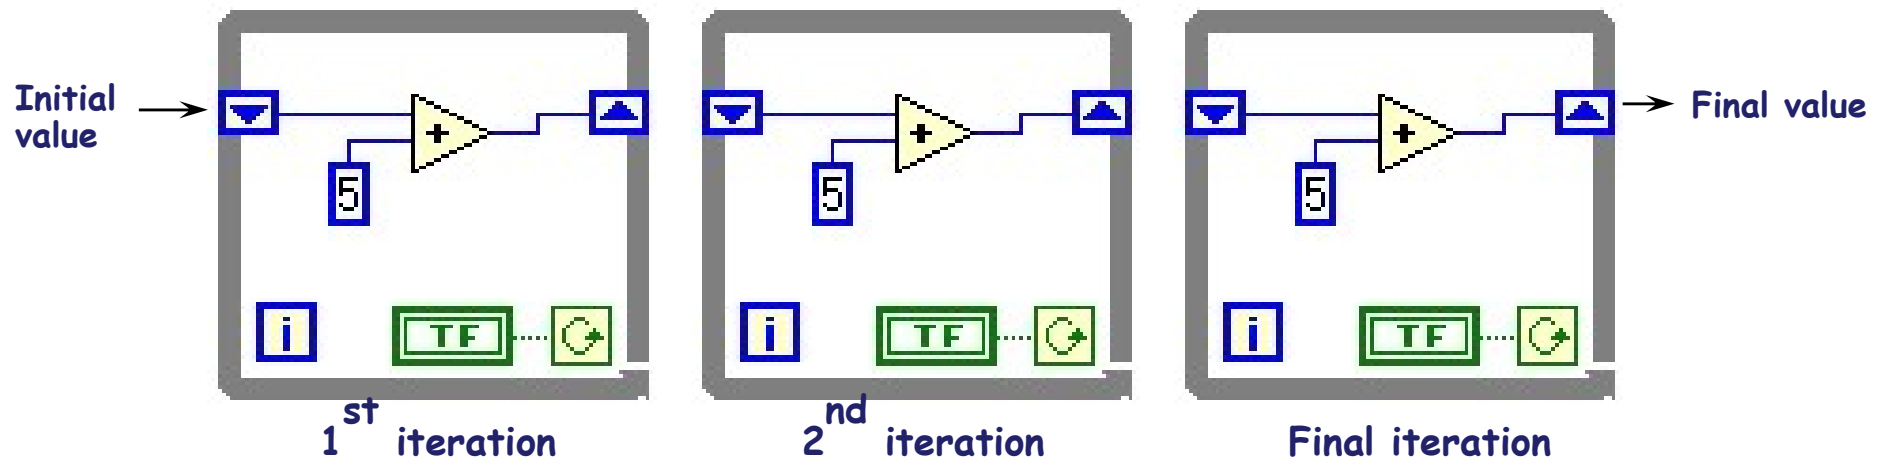 Initial
value
+
5
i
TF
+
5
i
TF
+
5
i
TF
Final value
1st iteration
2nd iteration
Final iteration